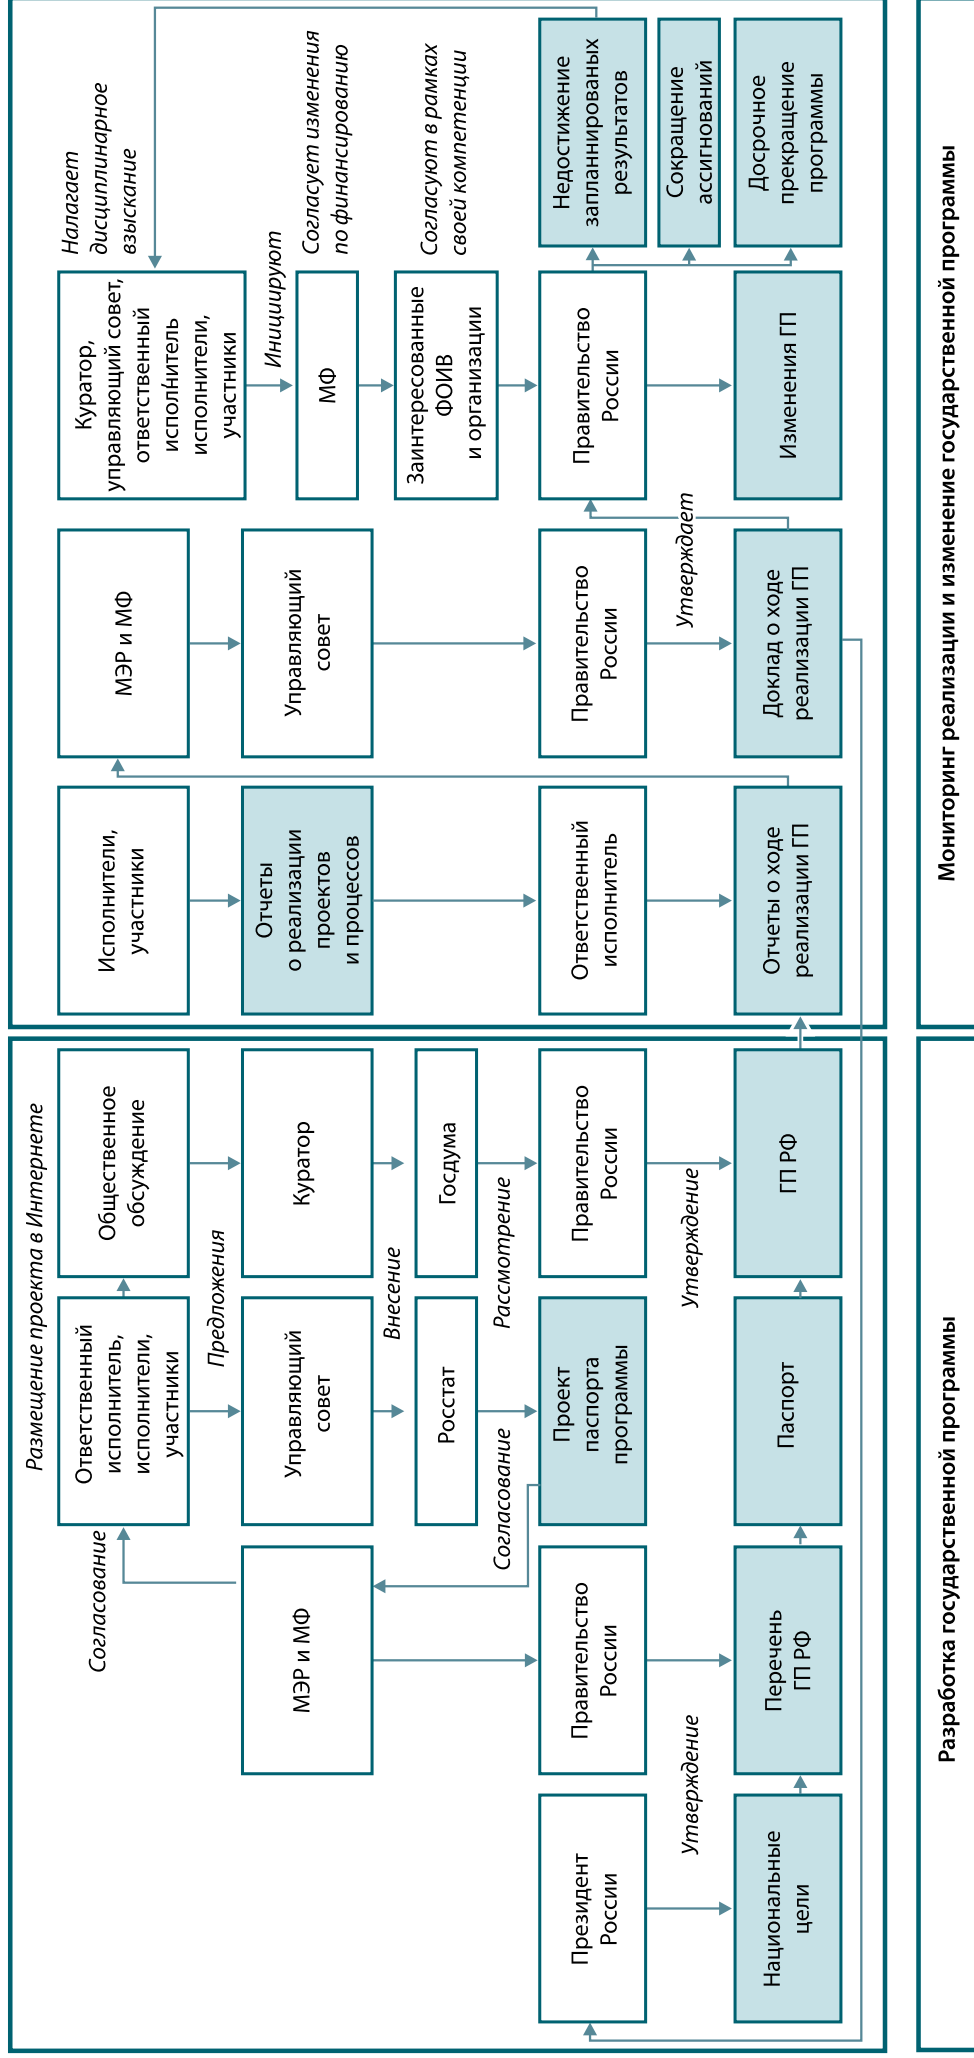 Размещение проекта в Интернете
Согласование
Ответственный
исполнитель,
исполнители,
участники
Общественное
обсуждение
Предложения
МЭР и МФ
Управляющий
совет
Куратор
Внесение
Росстат
Госдума
Согласование
Рассмотрение
Президент
России
Правительство
России
Проект
паспорта
программы
Правительство
России
Утверждение
Утверждение
Национальные
цели
Перечень
ГП РФ
Паспорт
ГП РФ
Разработка государственной программы
Исполнители,
участники
МЭР и МФ
Куратор,
управляющий совет,
ответственный
исполнитель
исполнители,
участники
Налагает
дисциплинарное
взыскание
Отчеты
о реализации
проектов
и процессов
Управляющий
совет
Инициируют
МФ
Согласует изменения
по финансированию
Заинтересованные
ФОИВ
и организации
Согласуют в рамках
своей компетенции
Ответственный
исполнитель
Правительство
России
Правительство
России
Недостижение
запланнированых
результатов
Сокращение
ассигнований
Утверждает
Отчеты о ходе
реализации ГП
Доклад о ходе
реализации ГП
Изменения ГП
Досрочное
прекращение
программы
Мониторинг реализации и изменение государственной программы